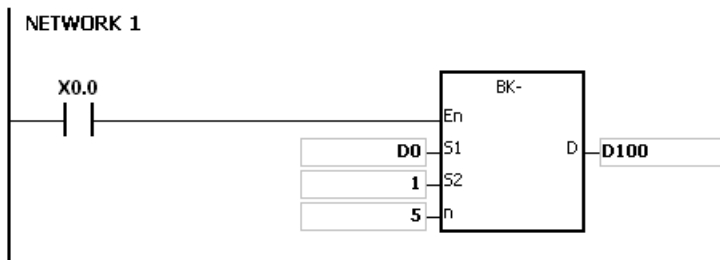 NETWORK 1
X0.0
BK-
En
D0 S1 D D100
1 S2
5 n